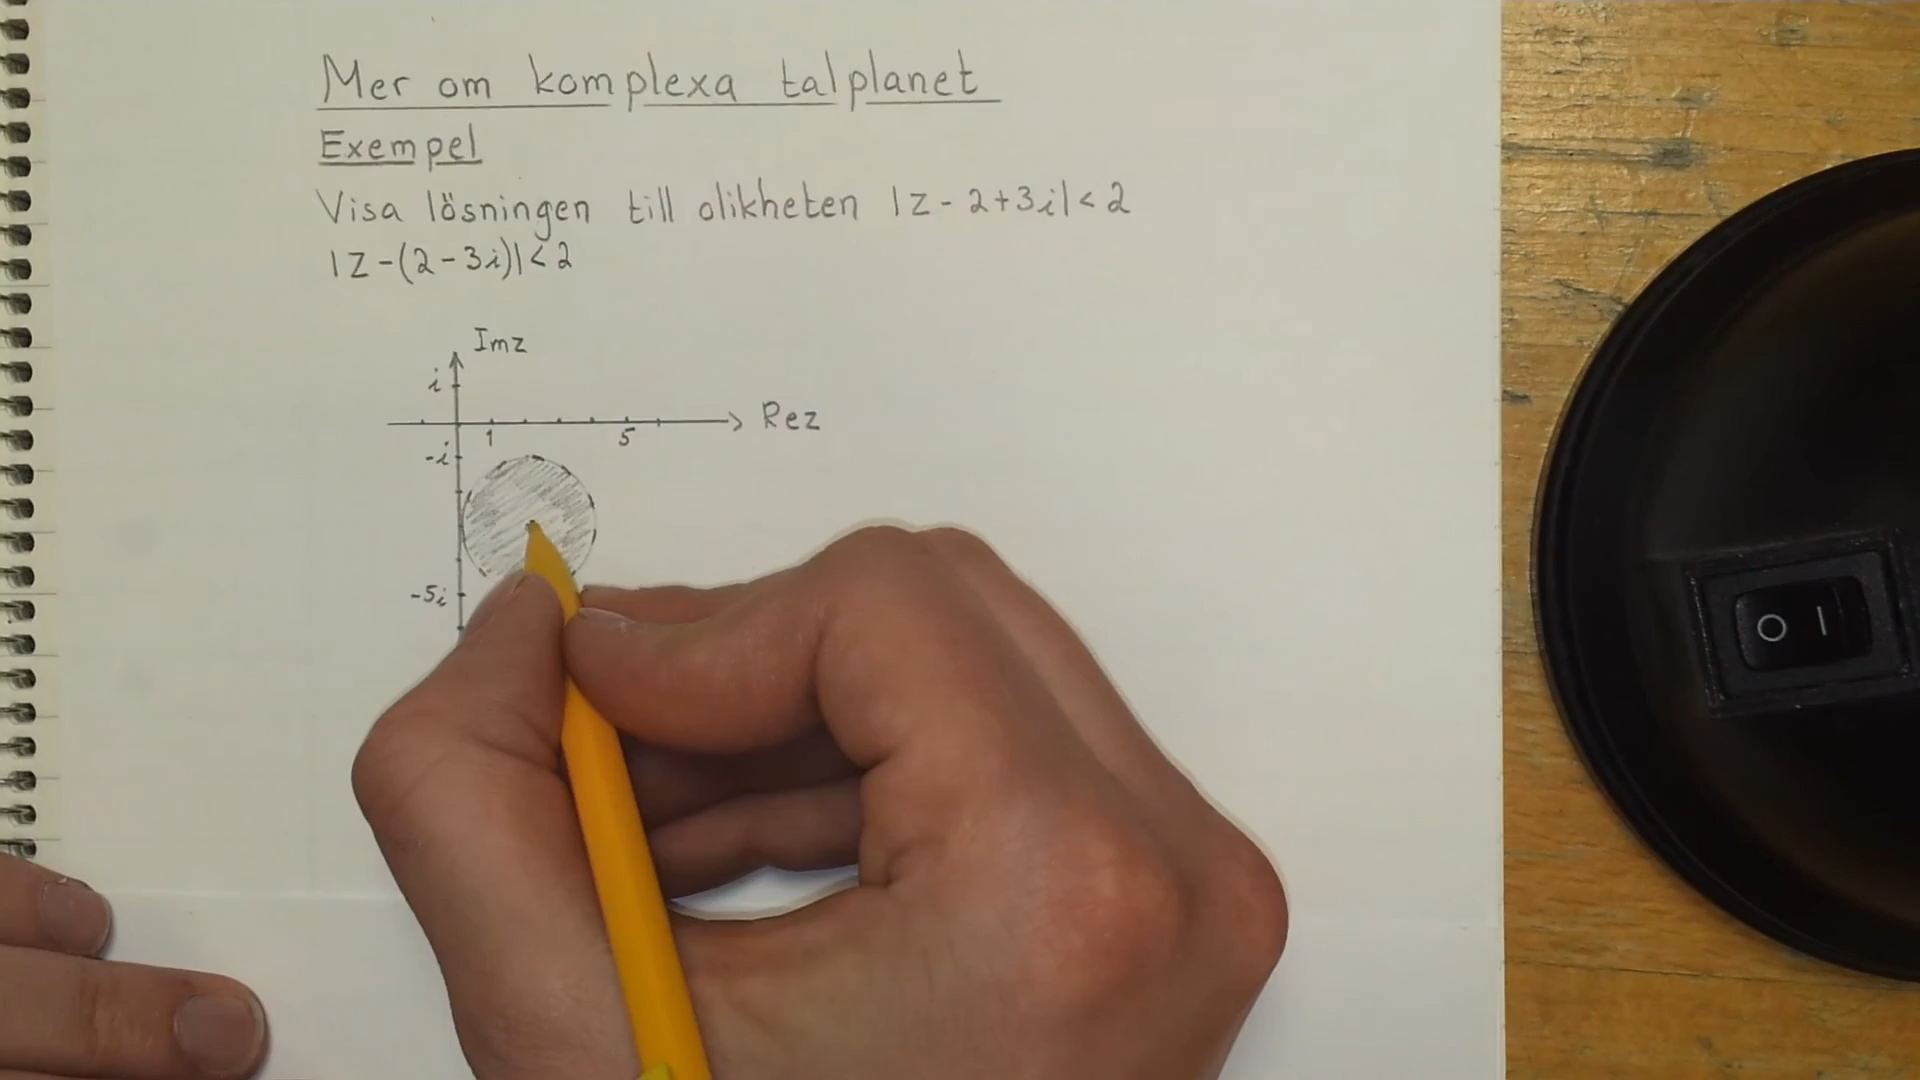 Mer om komplexa talplanet
Exempel
Visa lösningen till olikheten |z - 2+3i| < 2
|z-(2-3i)| < 2
Imz
i
Rez
1
5
-i
-5i
O I